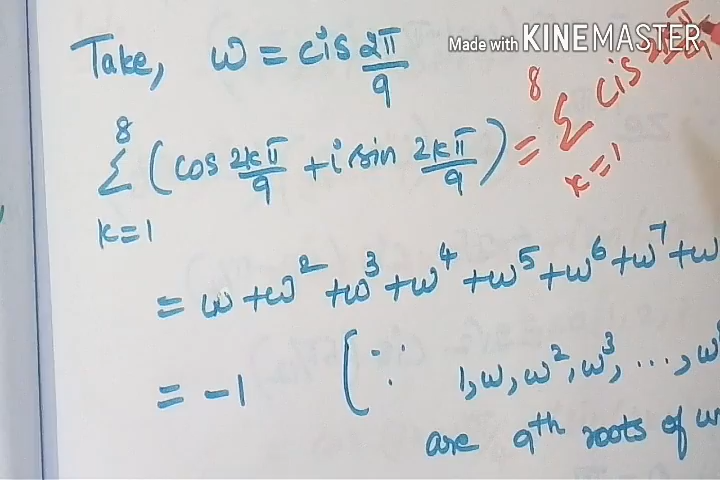 Made with KINEMASTER
Take, ω = cis 2π/9
8 Σ k=1 (cos 2kπ/9 + i sin 2kπ/9) = 8 Σ k=1 cis
= ω + ω² + ω³ + ω⁴ + ω⁵ + ω⁶ + ω⁷ + ω
= -1 [∵ 1, ω, ω², ω³, ..., ω
are 9th roots of